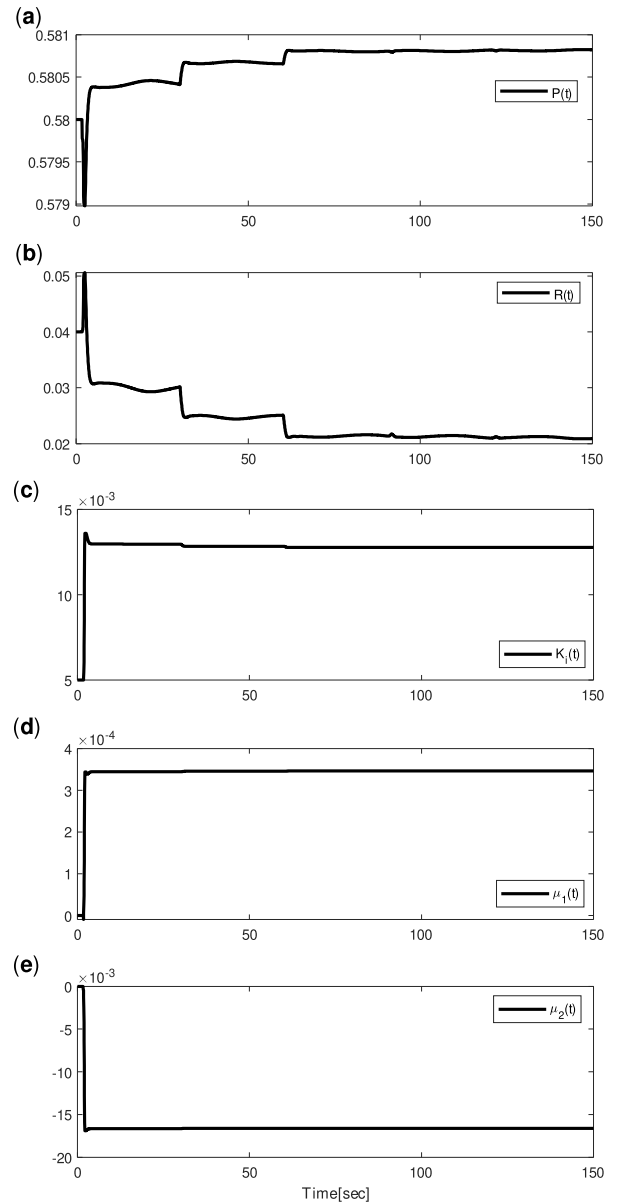 (a)
0.581
0.5805
0.58
0.5795
0.579
P(t)
0 50 100 150
(b)
0.05
0.04
0.03
0.02
R(t)
0 50 100 150
(c)
×10⁻³
15
10
5
K_i(t)
0 50 100 150
(d)
×10⁻⁴
4
3
2
1
0
μ₁(t)
0 50 100 150
(e)
×10⁻³
0
-5
-10
-15
-20
μ₂(t)
0 50 100 150
Time[sec]